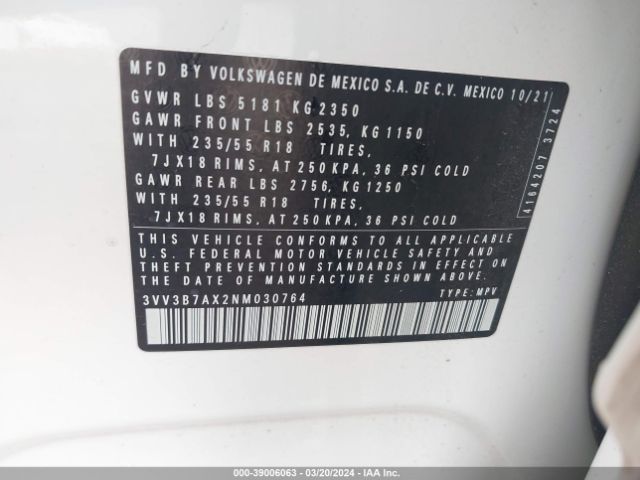 MFD BY VOLKSWAGEN DE MEXICO S.A. DE C.V. MEXICO 10/21
GVWR LBS 5181 KG 2350
GAWR FRONT LBS 2535, KG 1150
WITH 235/55 R18 TIRES,
7JX18 RIMS, AT 250 KPA, 36 PSI COLD
GAWR REAR LBS 2756, KG 1250
WITH 235/55 R18 TIRES,
7JX18 RIMS, AT 250 KPA, 36 PSI COLD
4164207 3724
THIS VEHICLE CONFORMS TO ALL APPLICABLE
U.S. FEDERAL MOTOR VEHICLE SAFETY AND
THEFT PREVENTION STANDARDS IN EFFECT ON
THE DATE OF MANUFACTURE SHOWN ABOVE.
3VV3B7AX2NM030764 TYPE: MPV
000-39006063 - 03/20/2024 - IAA Inc.